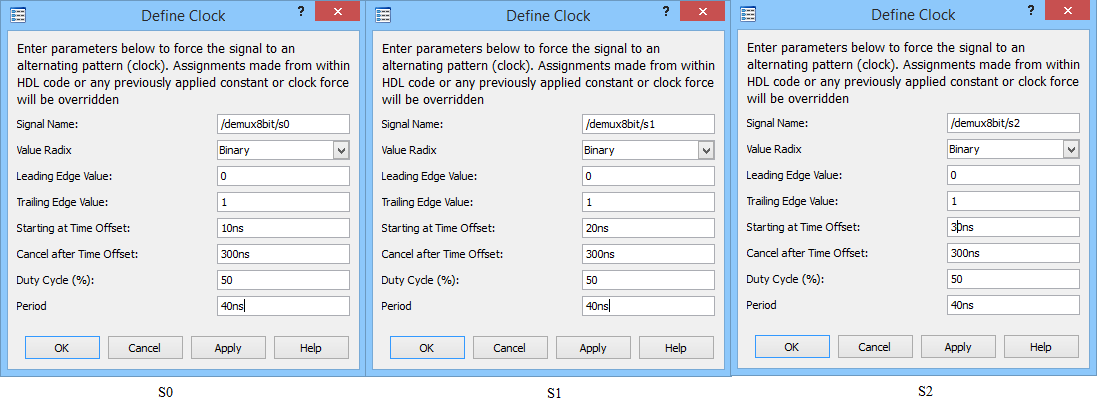 Define Clock ?
Enter parameters below to force the signal to an
alternating pattern (clock). Assignments made from within
HDL code or any previously applied constant or clock force
will be overridden
Signal Name: /demux8bit/s0
Value Radix Binary
Leading Edge Value: 0
Trailing Edge Value: 1
Starting at Time Offset: 10ns
Cancel after Time Offset: 300ns
Duty Cycle (%): 50
Period 40ns
OK Cancel Apply Help
S0
Define Clock ?
Enter parameters below to force the signal to an
alternating pattern (clock). Assignments made from within
HDL code or any previously applied constant or clock force
will be overridden
Signal Name: /demux8bit/s1
Value Radix Binary
Leading Edge Value: 0
Trailing Edge Value: 1
Starting at Time Offset: 20ns
Cancel after Time Offset: 300ns
Duty Cycle (%): 50
Period 40ns
OK Cancel Apply Help
S1
Define Clock ?
Enter parameters below to force the signal to an
alternating pattern (clock). Assignments made from within
HDL code or any previously applied constant or clock force
will be overridden
Signal Name: /demux8bit/s2
Value Radix Binary
Leading Edge Value: 0
Trailing Edge Value: 1
Starting at Time Offset: 30ns
Cancel after Time Offset: 300ns
Duty Cycle (%): 50
Period 40ns
OK Cancel Apply Help
S2